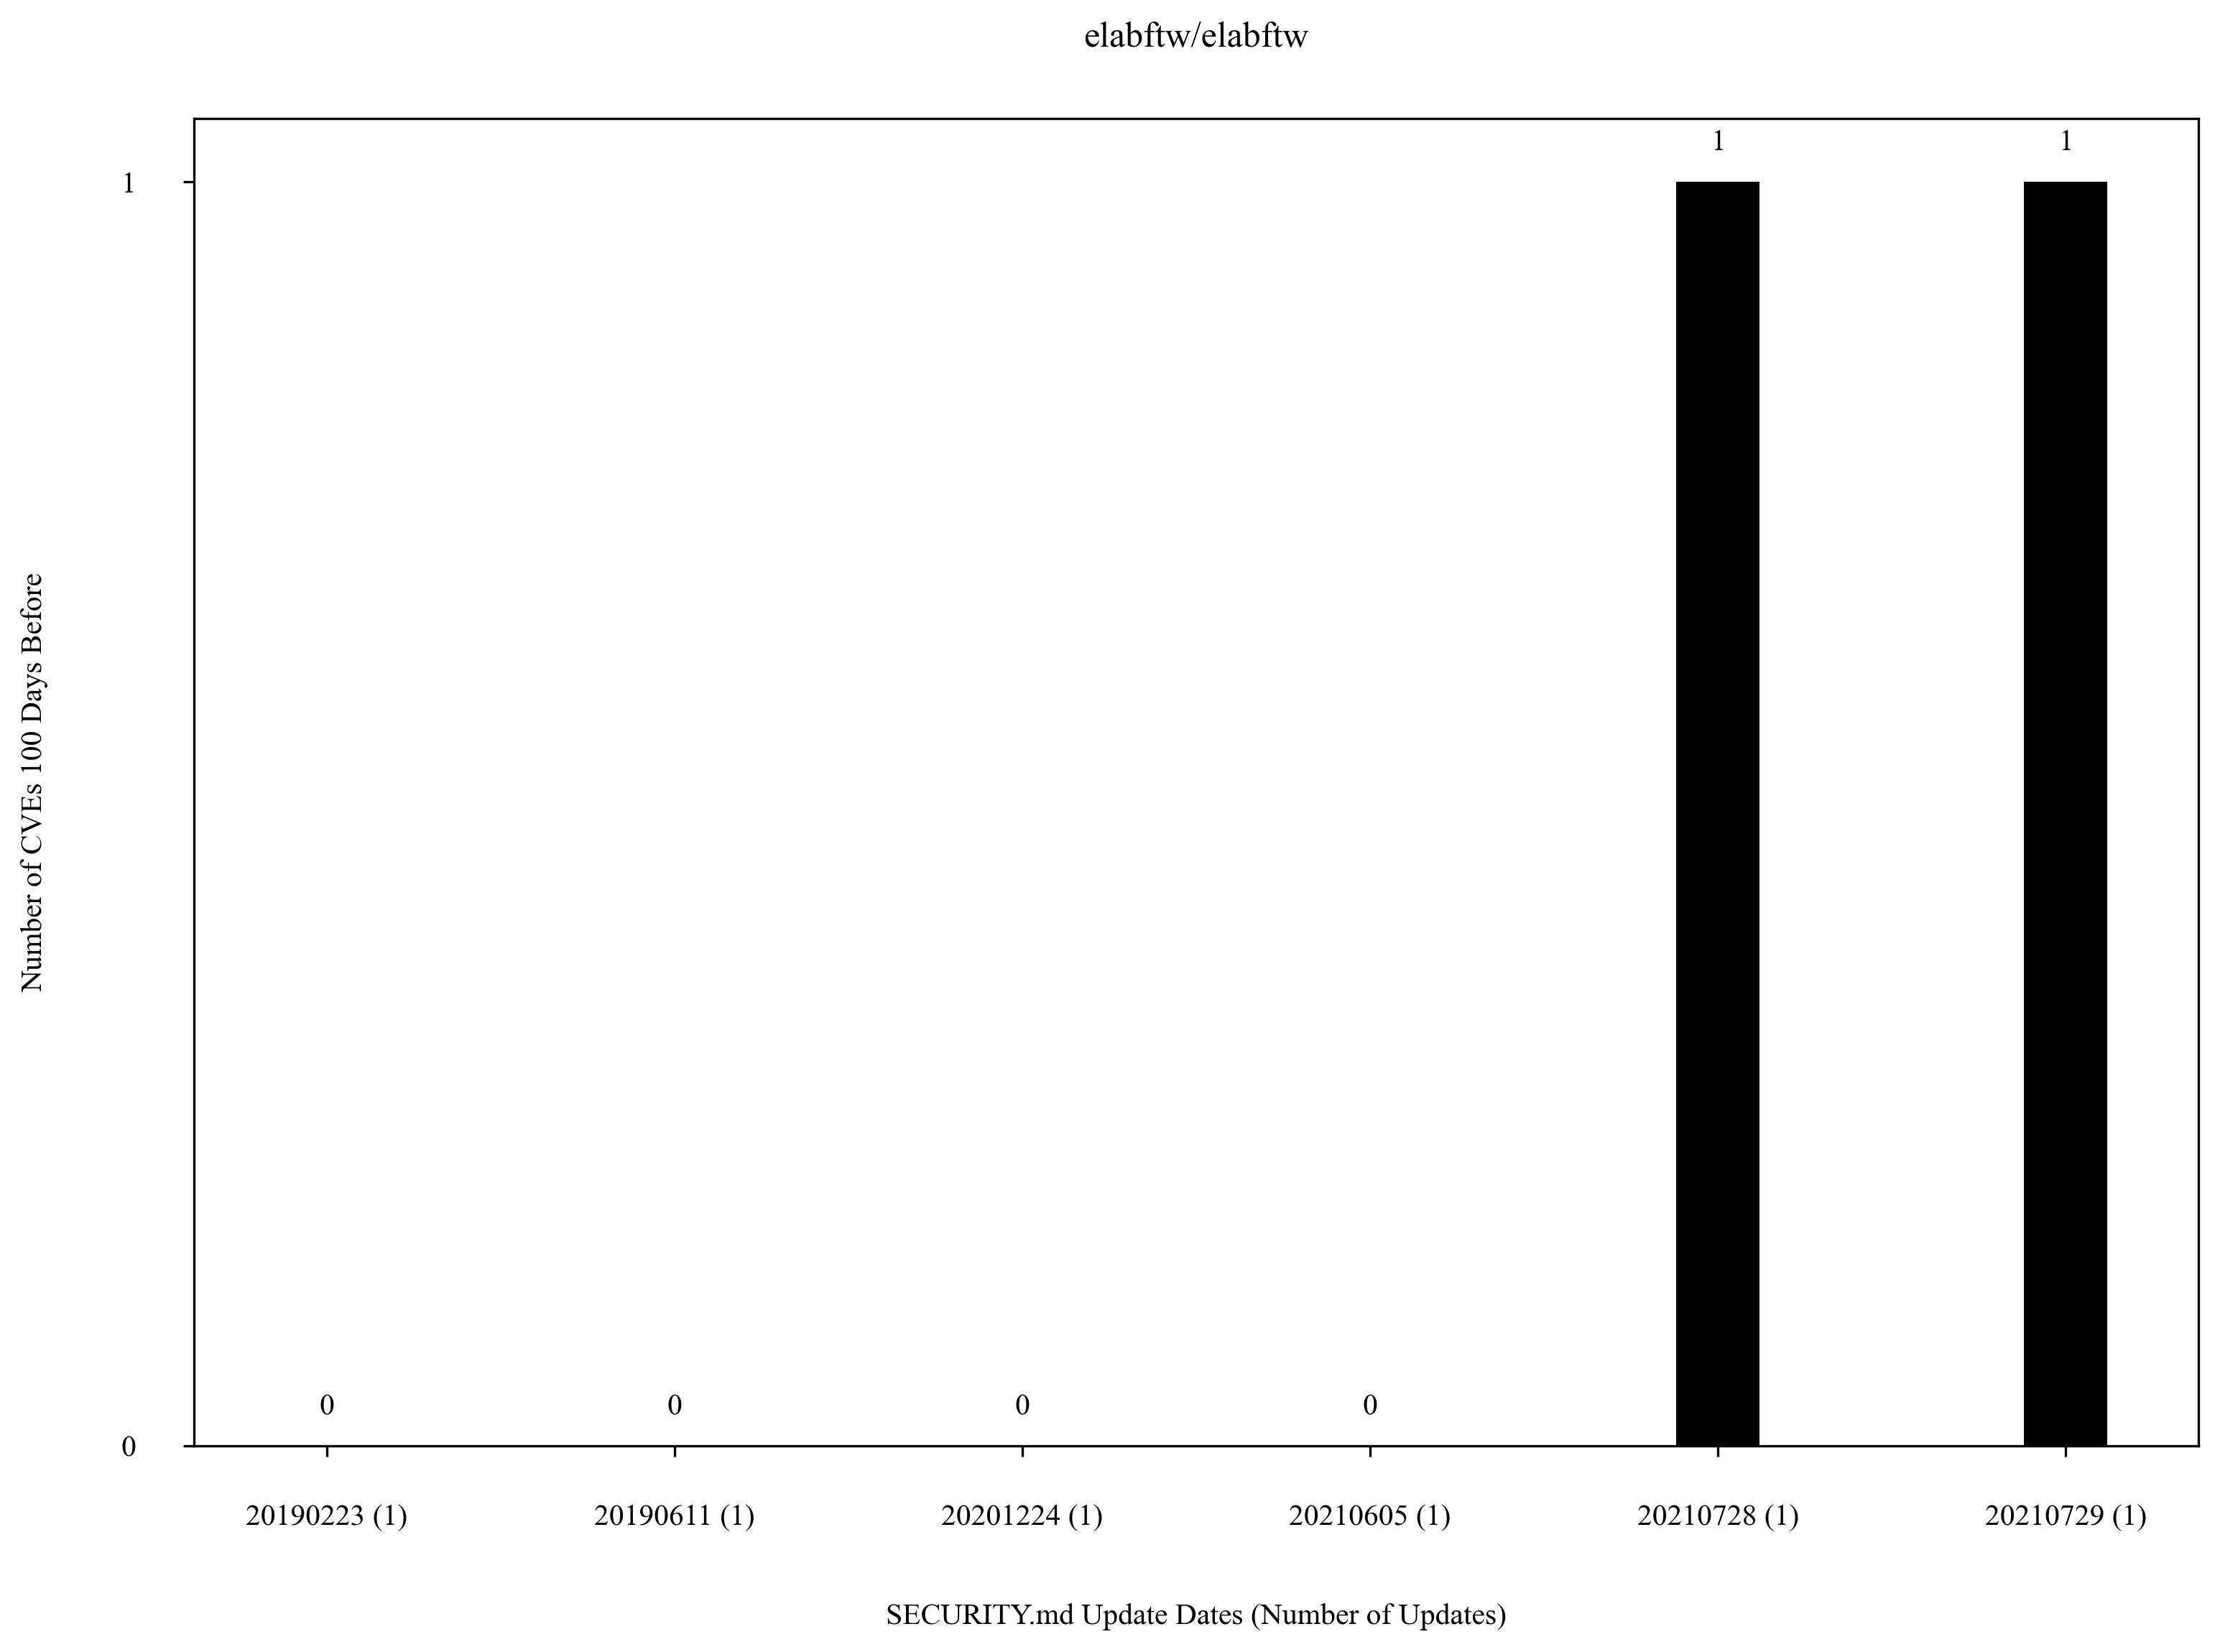 elabftw/elabftw
1 1
1
Number of CVEs 100 Days Before
0 0 0 0
0
20190223 (1) 20190611 (1) 20201224 (1) 20210605 (1) 20210728 (1) 20210729 (1)
SECURITY.md Update Dates (Number of Updates)